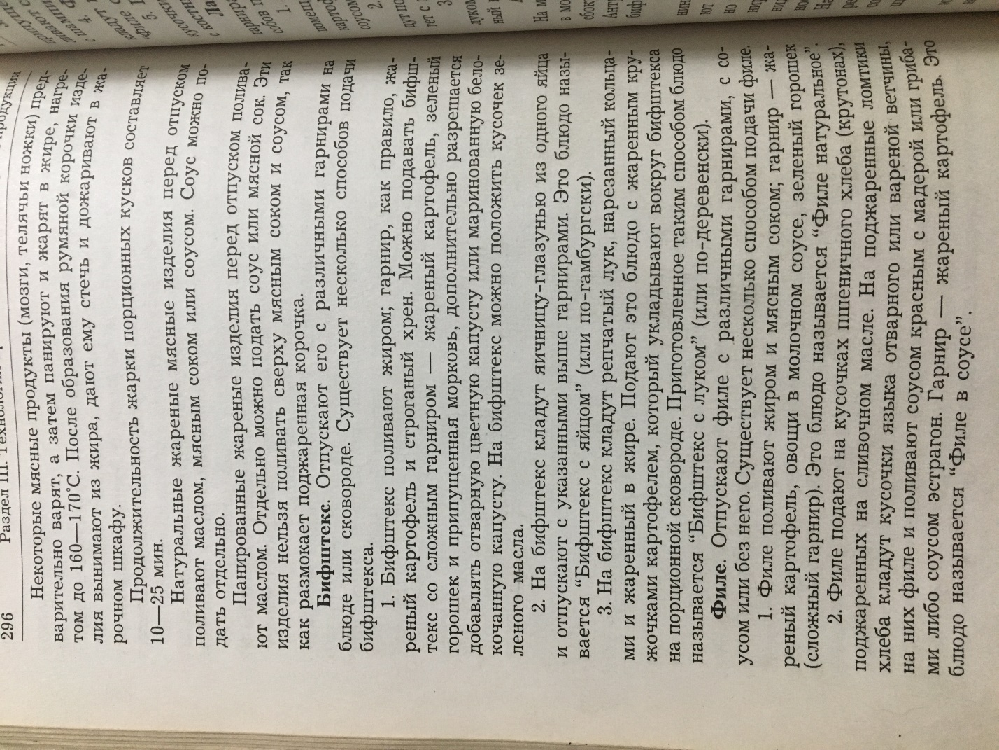 296 Раздел III. Технология продукции
Некоторые мясные продукты (мозги, телячьи ножки) пред-
варительно варят, а затем панируют и жарят в жире, нагре-
том до 160—170°С. После образования румяной корочки изде-
лия вынимают из жира, дают ему стечь и дожаривают в жа-
рочном шкафу.
Продолжительность жарки порционных кусков составляет
10—25 мин.
Натуральные жареные мясные изделия перед отпуском
поливают маслом, мясным соком или соусом. Соус можно по-
дать отдельно.
Панированные жареные изделия перед отпуском полива-
ют маслом. Отдельно можно подать соус или мясной сок. Эти
изделия нельзя поливать сверху мясным соком и соусом, так
как размокает поджаренная корочка.
Бифштекс. Отпускают его с различными гарнирами на
блюде или сковороде. Существует несколько способов подачи
бифштекса.
1. Бифштекс поливают жиром; гарнир, как правило, жа-
реный картофель и строганый хрен. Можно подавать бифш-
текс со сложным гарниром — жареный картофель, зеленый
горошек и припущенная морковь, дополнительно разрешается
добавлять отварную цветную капусту или маринованную бело-
кочанную капусту. На бифштекс можно положить кусочек зе-
леного масла.
2. На бифштекс кладут яичницу-глазунью из одного яйца
и отпускают с указанными выше гарнирами. Это блюдо назы-
вается “Бифштекс с яйцом” (или по-гамбургски).
3. На бифштекс кладут репчатый лук, нарезанный кольца-
ми и жаренный в жире. Подают это блюдо с жареным кру-
жочками картофелем, который укладывают вокруг бифштекса
на порционной сковороде. Приготовленное таким способом блюдо
называется “Бифштекс с луком” (или по-деревенски).
Филе. Отпускают филе с различными гарнирами, с со-
усом или без него. Существует несколько способом подачи филе.
1. Филе поливают жиром и мясным соком; гарнир — жа-
реный картофель, овощи в молочном соусе, зеленый горошек
(сложный гарнир). Это блюдо называется “Филе натуральное”.
2. Филе подают на кусочках пшеничного хлеба (крутонах),
поджаренных на сливочном масле. На поджаренные ломтики
хлеба кладут кусочки языка отварного или вареной ветчины,
на них филе и поливают соусом красным с мадерой или гриба-
ми либо соусом эстрагон. Гарнир — жареный картофель. Это
блюдо называется “Филе в соусе”.